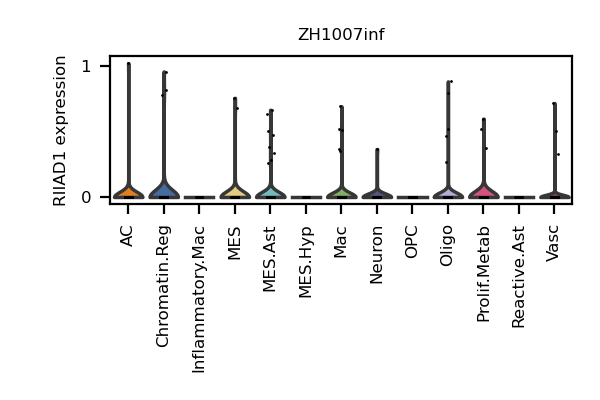 ZH1007inf
RIIAD1 expression
1
0
AC
Chromatin.Reg
Inflammatory.Mac
MES
MES.Ast
MES.Hyp
Mac
Neuron
OPC
Oligo
Prolif.Metab
Reactive.Ast
Vasc